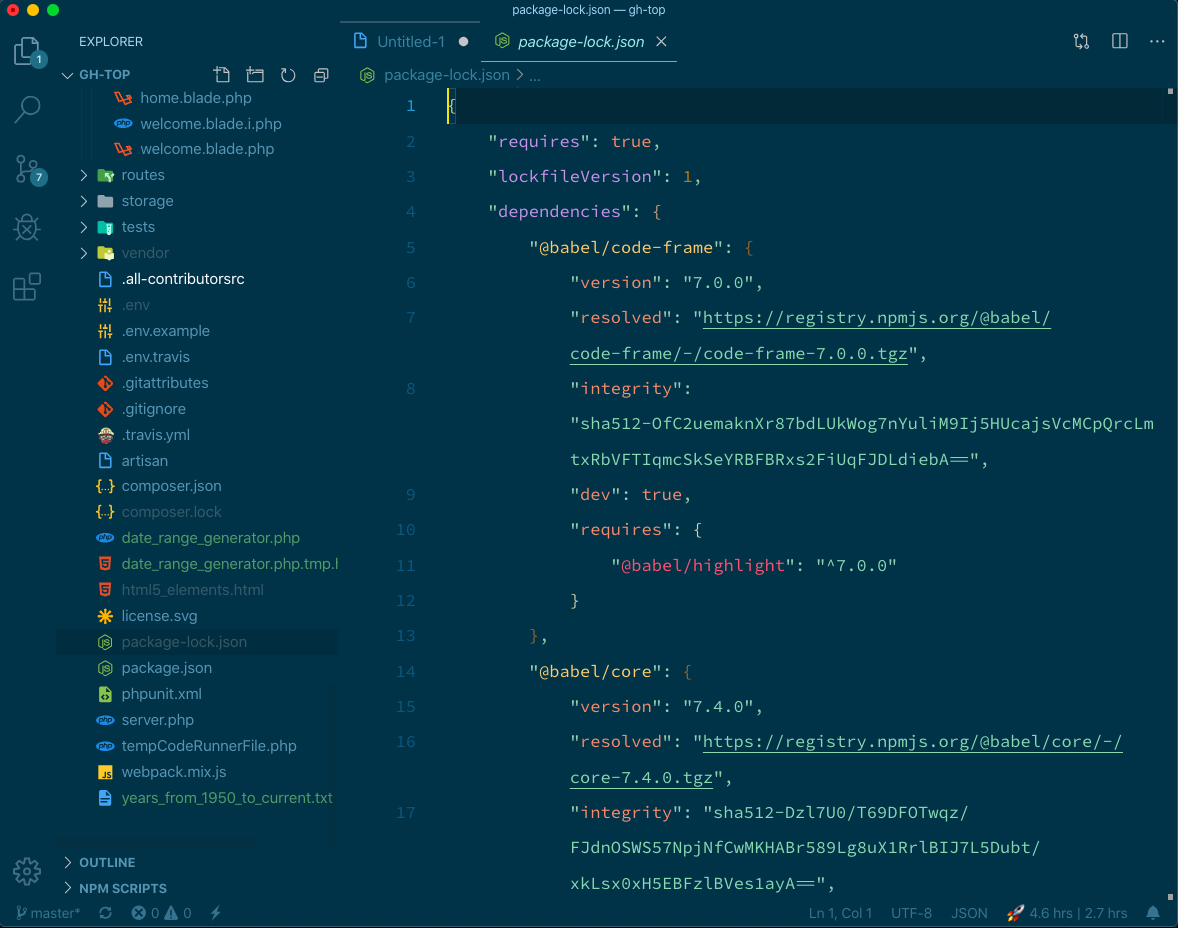 package-lock.json — gh-top
EXPLORER
Untitled-1
package-lock.json
1
GH-TOP
package-lock.json > ...
home.blade.php
welcome.blade.i.php
welcome.blade.php
7
routes
storage
tests
vendor
.all-contributorsrc
.env
.env.example
.env.travis
.gitattributes
.gitignore
.travis.yml
artisan
composer.json
composer.lock
date_range_generator.php
date_range_generator.php.tmp.l
html5_elements.html
license.svg
package-lock.json
package.json
phpunit.xml
server.php
tempCodeRunnerFile.php
webpack.mix.js
years_from_1950_to_current.txt
OUTLINE
NPM SCRIPTS
1 {
2 "requires": true,
3 "lockfileVersion": 1,
4 "dependencies": {
5 "@babel/code-frame": {
6 "version": "7.0.0",
7 "resolved": "https://registry.npmjs.org/@babel/
code-frame/-/code-frame-7.0.0.tgz",
8 "integrity":
"sha512-OfC2uemaknXr87bdLUkWog7nYuliM9Ij5HUcajsVcMCpQrcLm
txRbVFTIqmcSkSeYRBFBRxs2FiUqFJDLdiebA==",
9 "dev": true,
10 "requires": {
11 "@babel/highlight": "^7.0.0"
12 }
13 },
14 "@babel/core": {
15 "version": "7.4.0",
16 "resolved": "https://registry.npmjs.org/@babel/core/-/
core-7.4.0.tgz",
17 "integrity": "sha512-Dzl7U0/T69DFOTwqz/
FJdnOSWS57NpjNfCwMKHABr589Lg8uX1RrlBIJ7L5Dubt/
xkLsx0xH5EBFzlBVes1ayA==",
master* 0 0 Ln 1, Col 1 UTF-8 JSON 🚀 4.6 hrs | 2.7 hrs